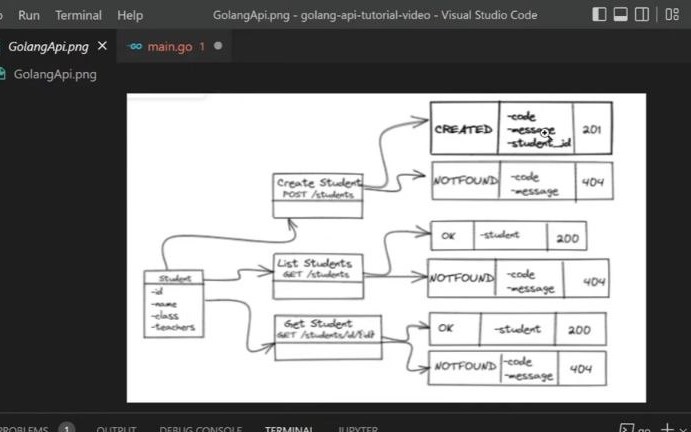 Run Terminal Help GolangApi.png - golang-api-tutorial-video - Visual Studio Code
GolangApi.png main.go 1
GolangApi.png
CREATED
-code
-message
-student_id
201
Create Student
POST /students
NOTFOUND
-code
-message
404
OK
-student
200
List Students
GET /students
NOTFOUND
-code
-message
404
Student
-id
-name
-class
-teachers
Get Student
GET /students/id/
OK
-student
200
NOTFOUND
-code
-message
404
PROBLEMS 1 OUTPUT DEBUG CONSOLE TERMINAL JUPYTER
go